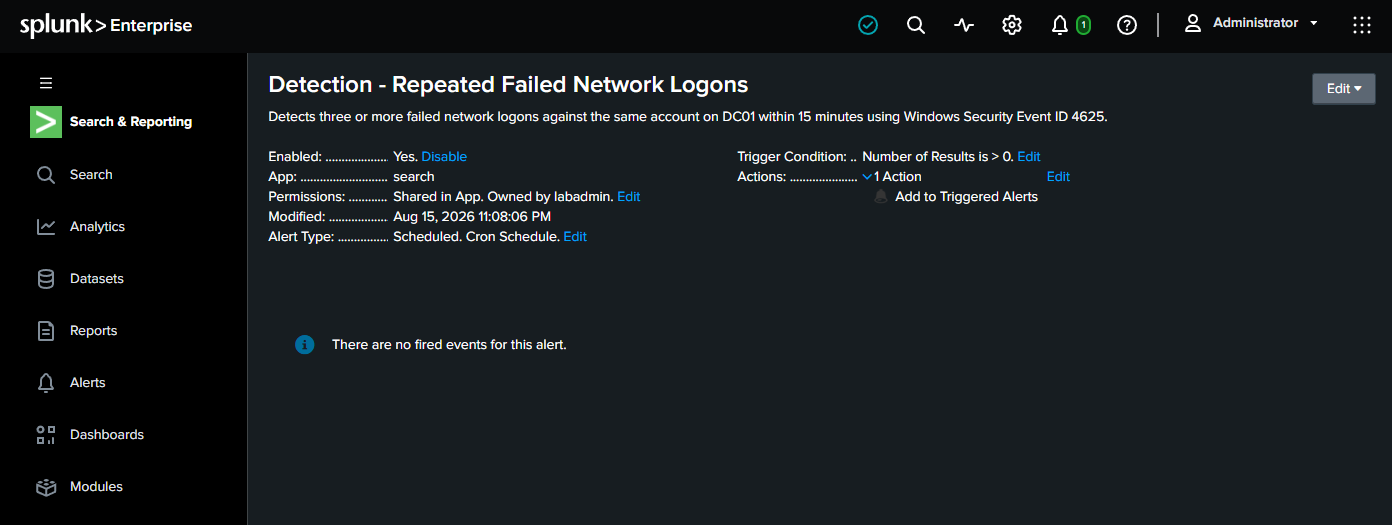 splunk> Enterprise
1
Administrator
Search & Reporting
Search
Analytics
Datasets
Reports
Alerts
Dashboards
Modules
Detection - Repeated Failed Network Logons
Edit
Detects three or more failed network logons against the same account on DC01 within 15 minutes using Windows Security Event ID 4625.
Enabled: ................... Yes. Disable
App: .......................... search
Permissions: ............ Shared in App. Owned by labadmin. Edit
Modified: .................. Aug 15, 2026 11:08:06 PM
Alert Type: ............... Scheduled. Cron Schedule. Edit
Trigger Condition: .. Number of Results is > 0. Edit
Actions: .................... 1 Action Edit
Add to Triggered Alerts
There are no fired events for this alert.